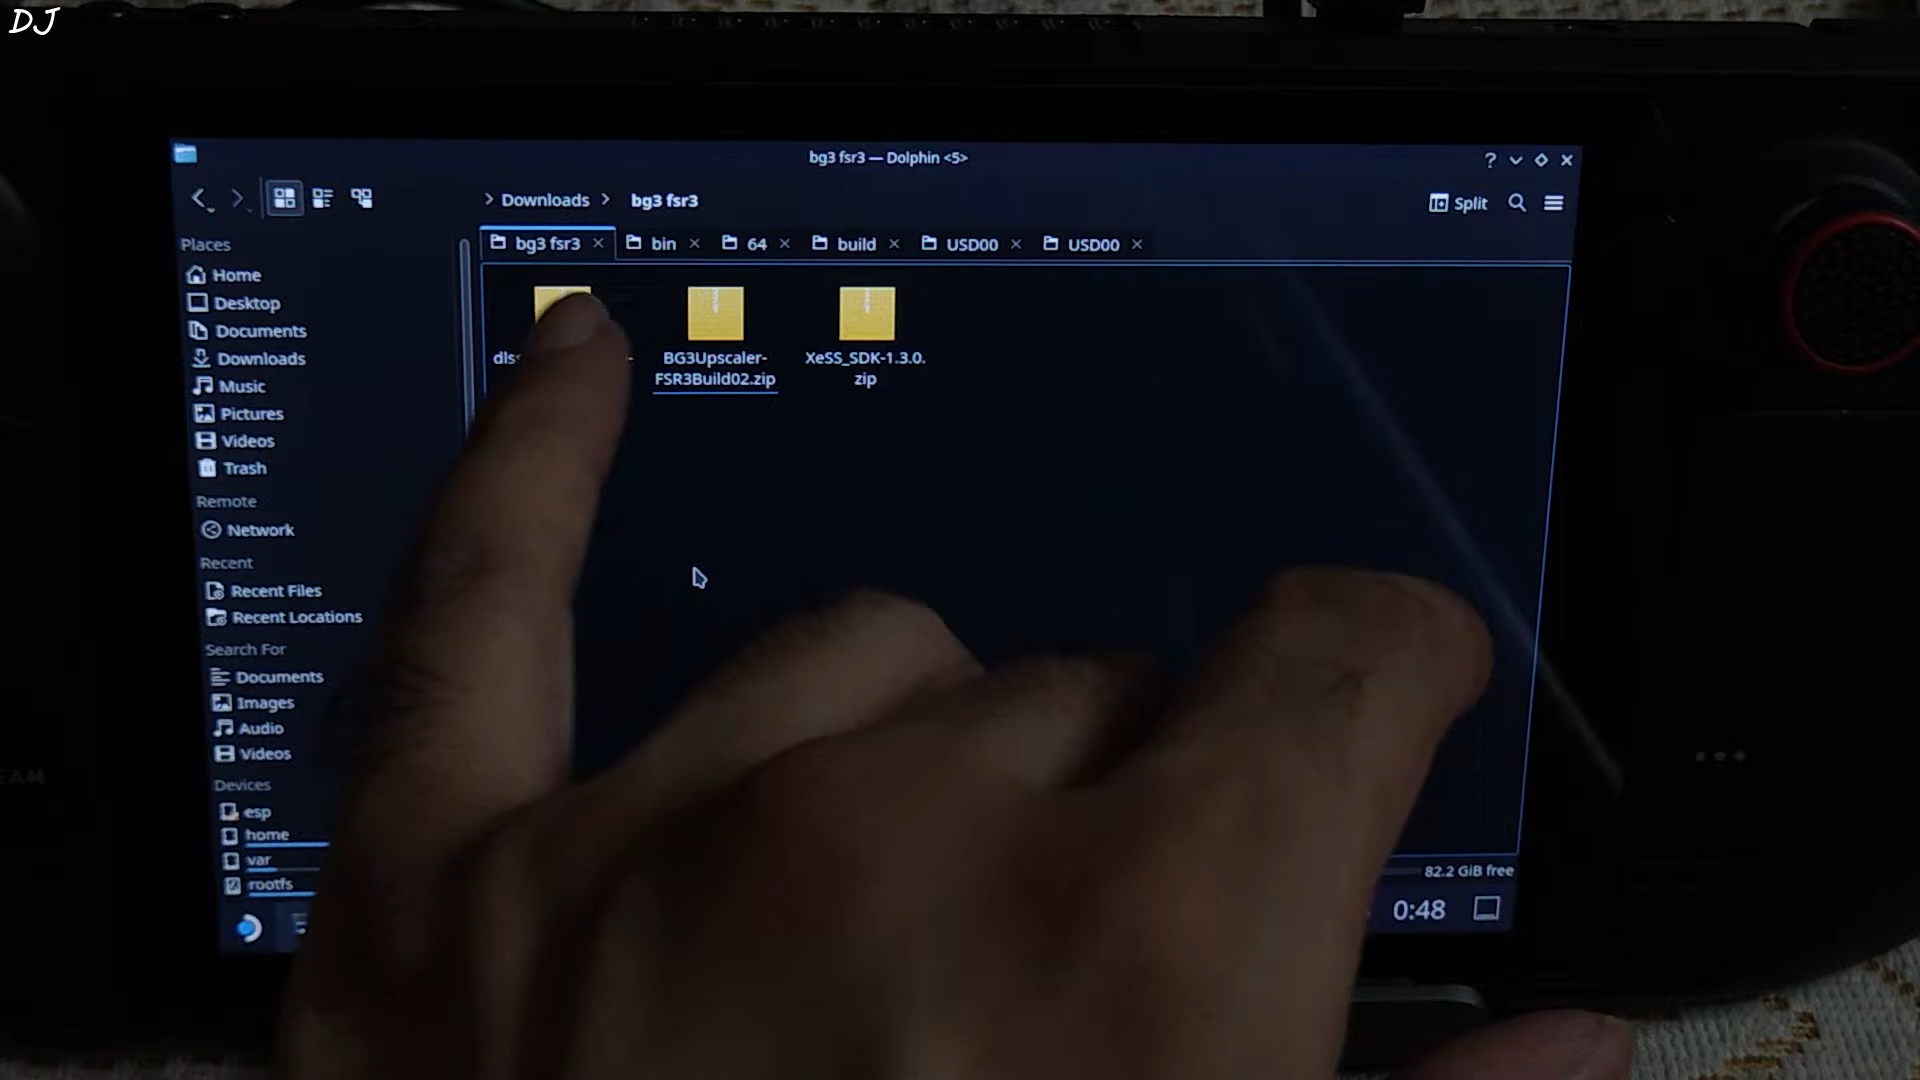 DJ
bg3 fsr3 — Dolphin <5>
Downloads
bg3 fsr3
Split
Places
bg3 fsr3
bin
64
build
USD00
USD00
Home
Desktop
Documents
Downloads
Music
Pictures
Videos
Trash
BG3Upscaler-
FSR3Build02.zip
XeSS_SDK-1.3.0.
zip
Remote
Network
Recent
Recent Files
Recent Locations
Search For
Documents
Images
Audio
Videos
Devices
esp
home
var
rootfs
82.2 GiB free
0:48